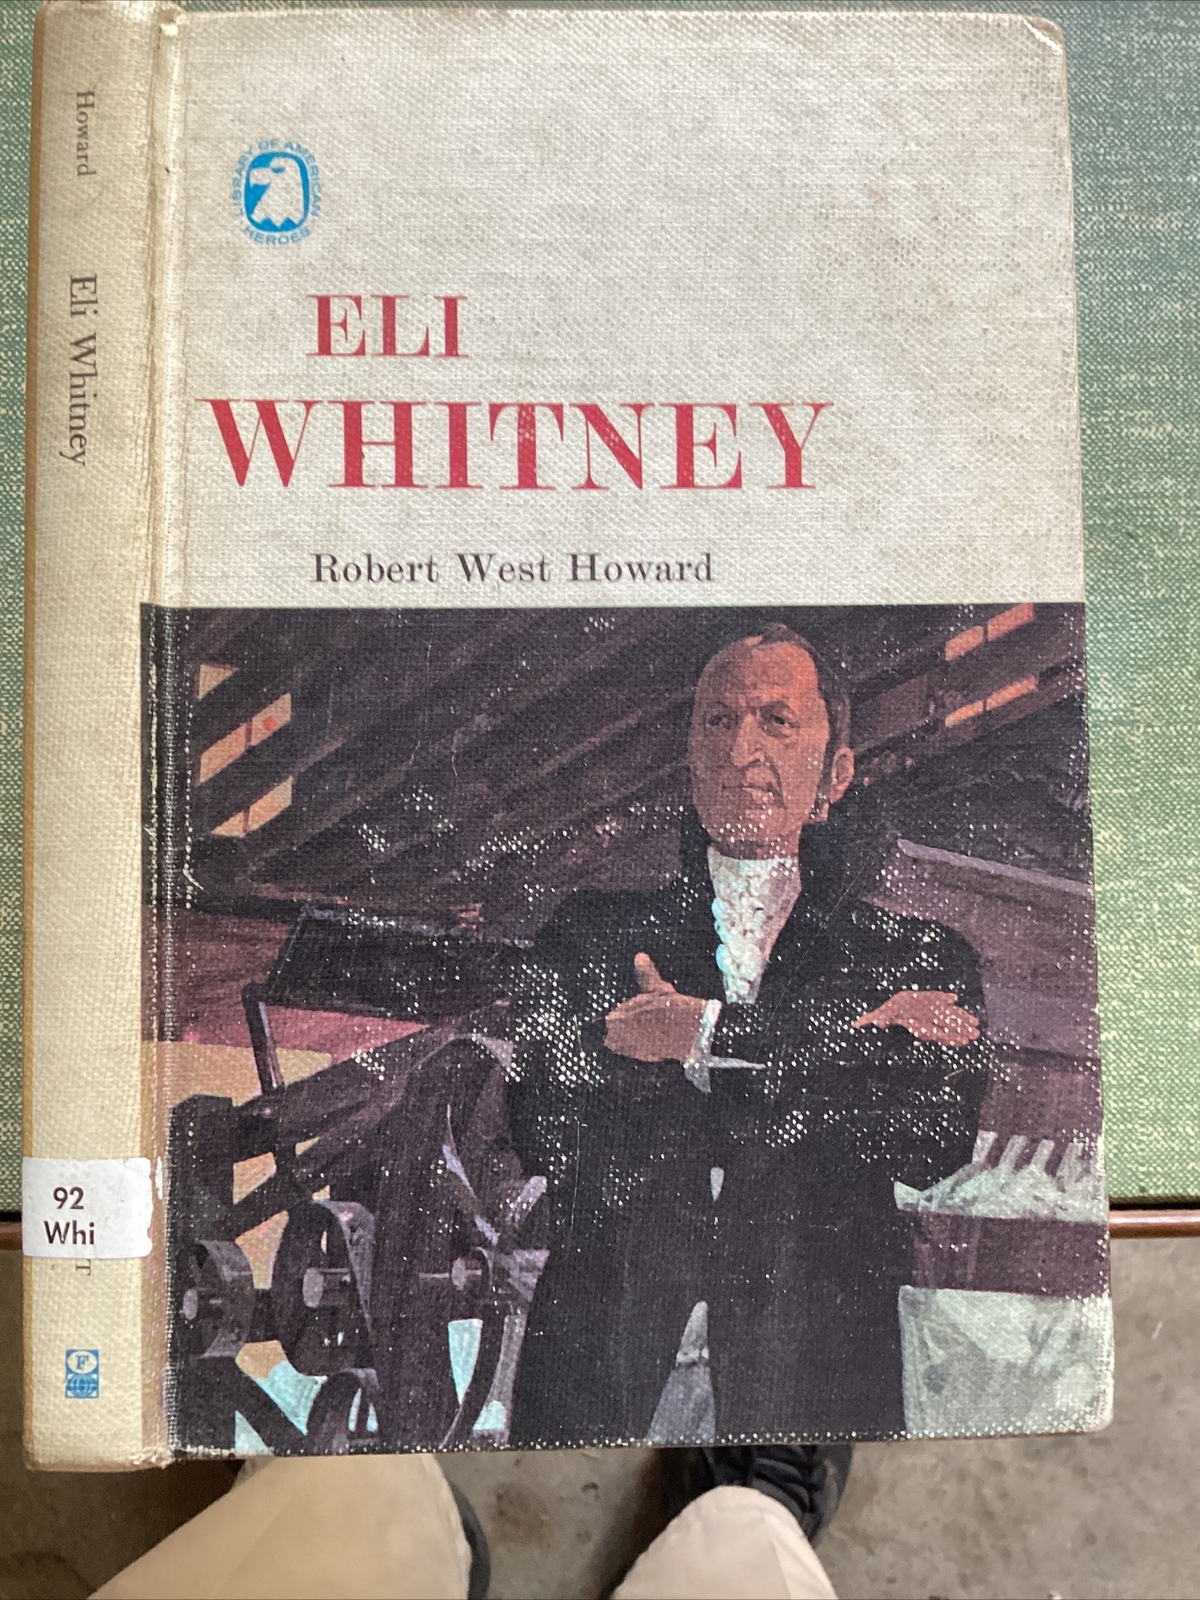 Howard
Eli Whitney
92
Whi
T
F
LIBRARY OF AMERICAN
HEROES
ELI
WHITNEY
Robert West Howard